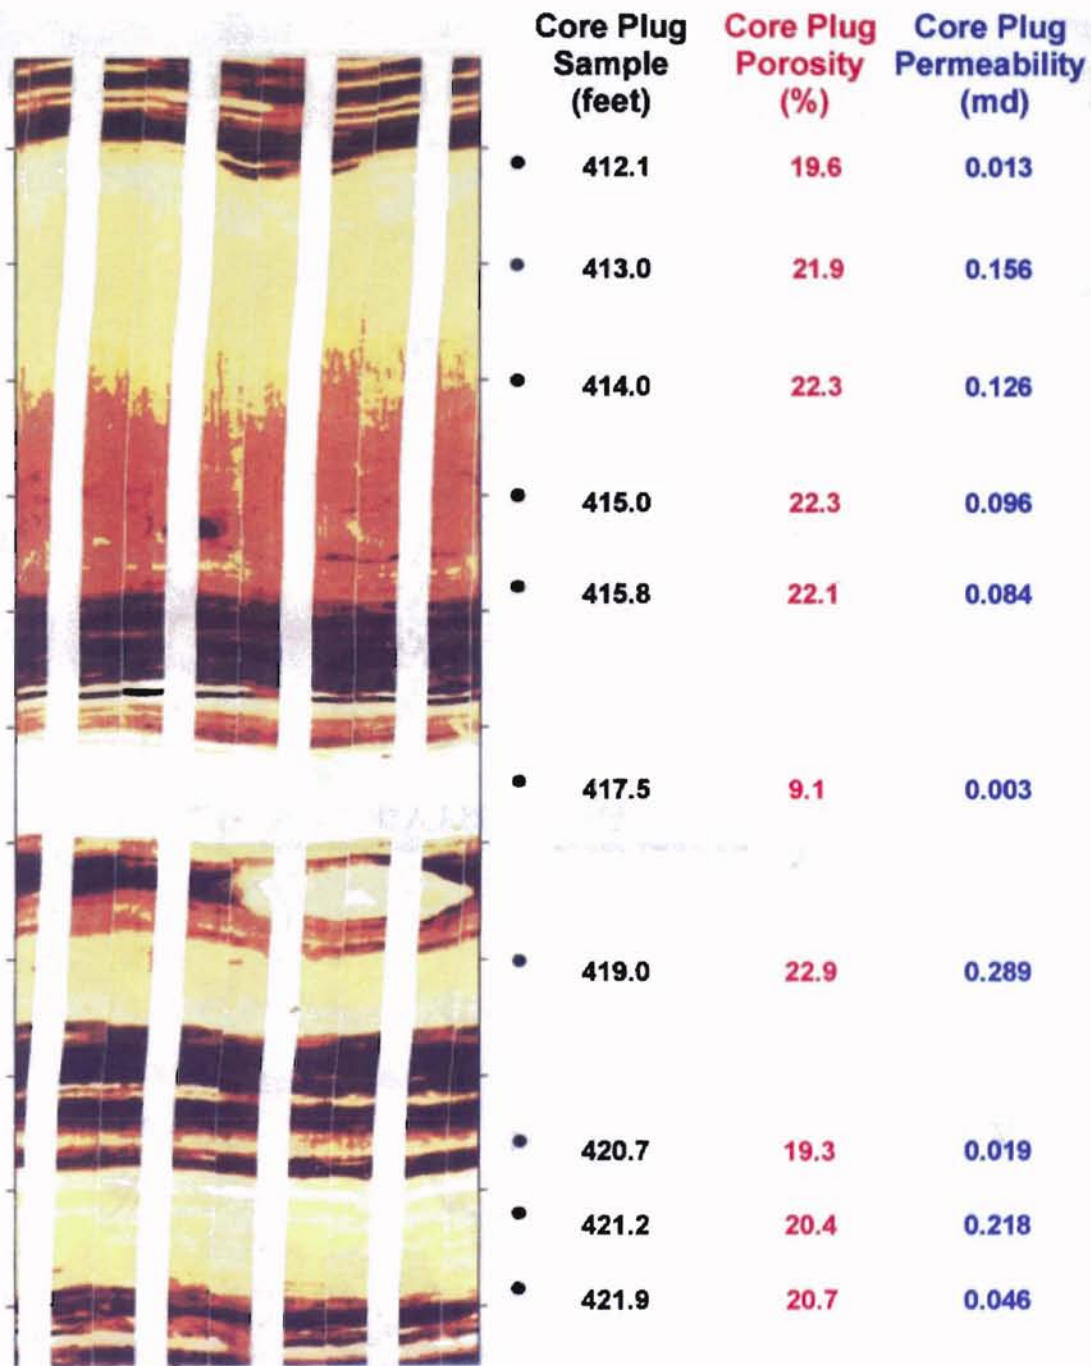 Core Plug Core Plug Core Plug
Sample Porosity Permeability
(feet) (%) (md)
412.1 19.6 0.013
413.0 21.9 0.156
414.0 22.3 0.126
415.0 22.3 0.096
415.8 22.1 0.084
417.5 9.1 0.003
419.0 22.9 0.289
420.7 19.3 0.019
421.2 20.4 0.218
421.9 20.7 0.046